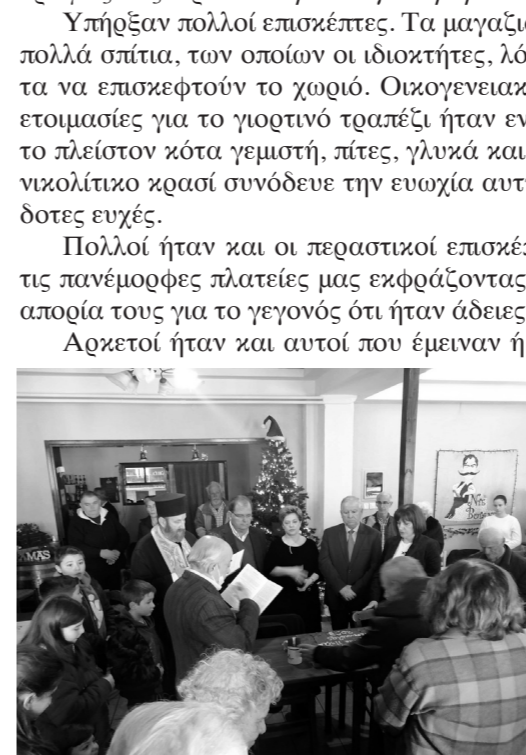 Υπήρξαν πολλοί επισκέπτες. Τα μαγαζι
πολλά σπίτια, των οποίων οι ιδιοκτήτες, λό
τα να επισκεφτούν το χωριό. Οικογενειακ
ετοιμασίες για το γιορτινό τραπέζι ήταν εν
το πλείστον κότα γεμιστή, πίτες, γλυκά και
νικολίτικο κρασί συνόδευε την ευωχία αυτ
δοτες ευχές.
Πολλοί ήταν και οι περαστικοί επισκέ
τις πανέμορφες πλατείες μας εκφράζοντας
απορία τους για το γεγονός ότι ήταν άδειες
Αρκετοί ήταν και αυτοί που έμειναν ή
MAS